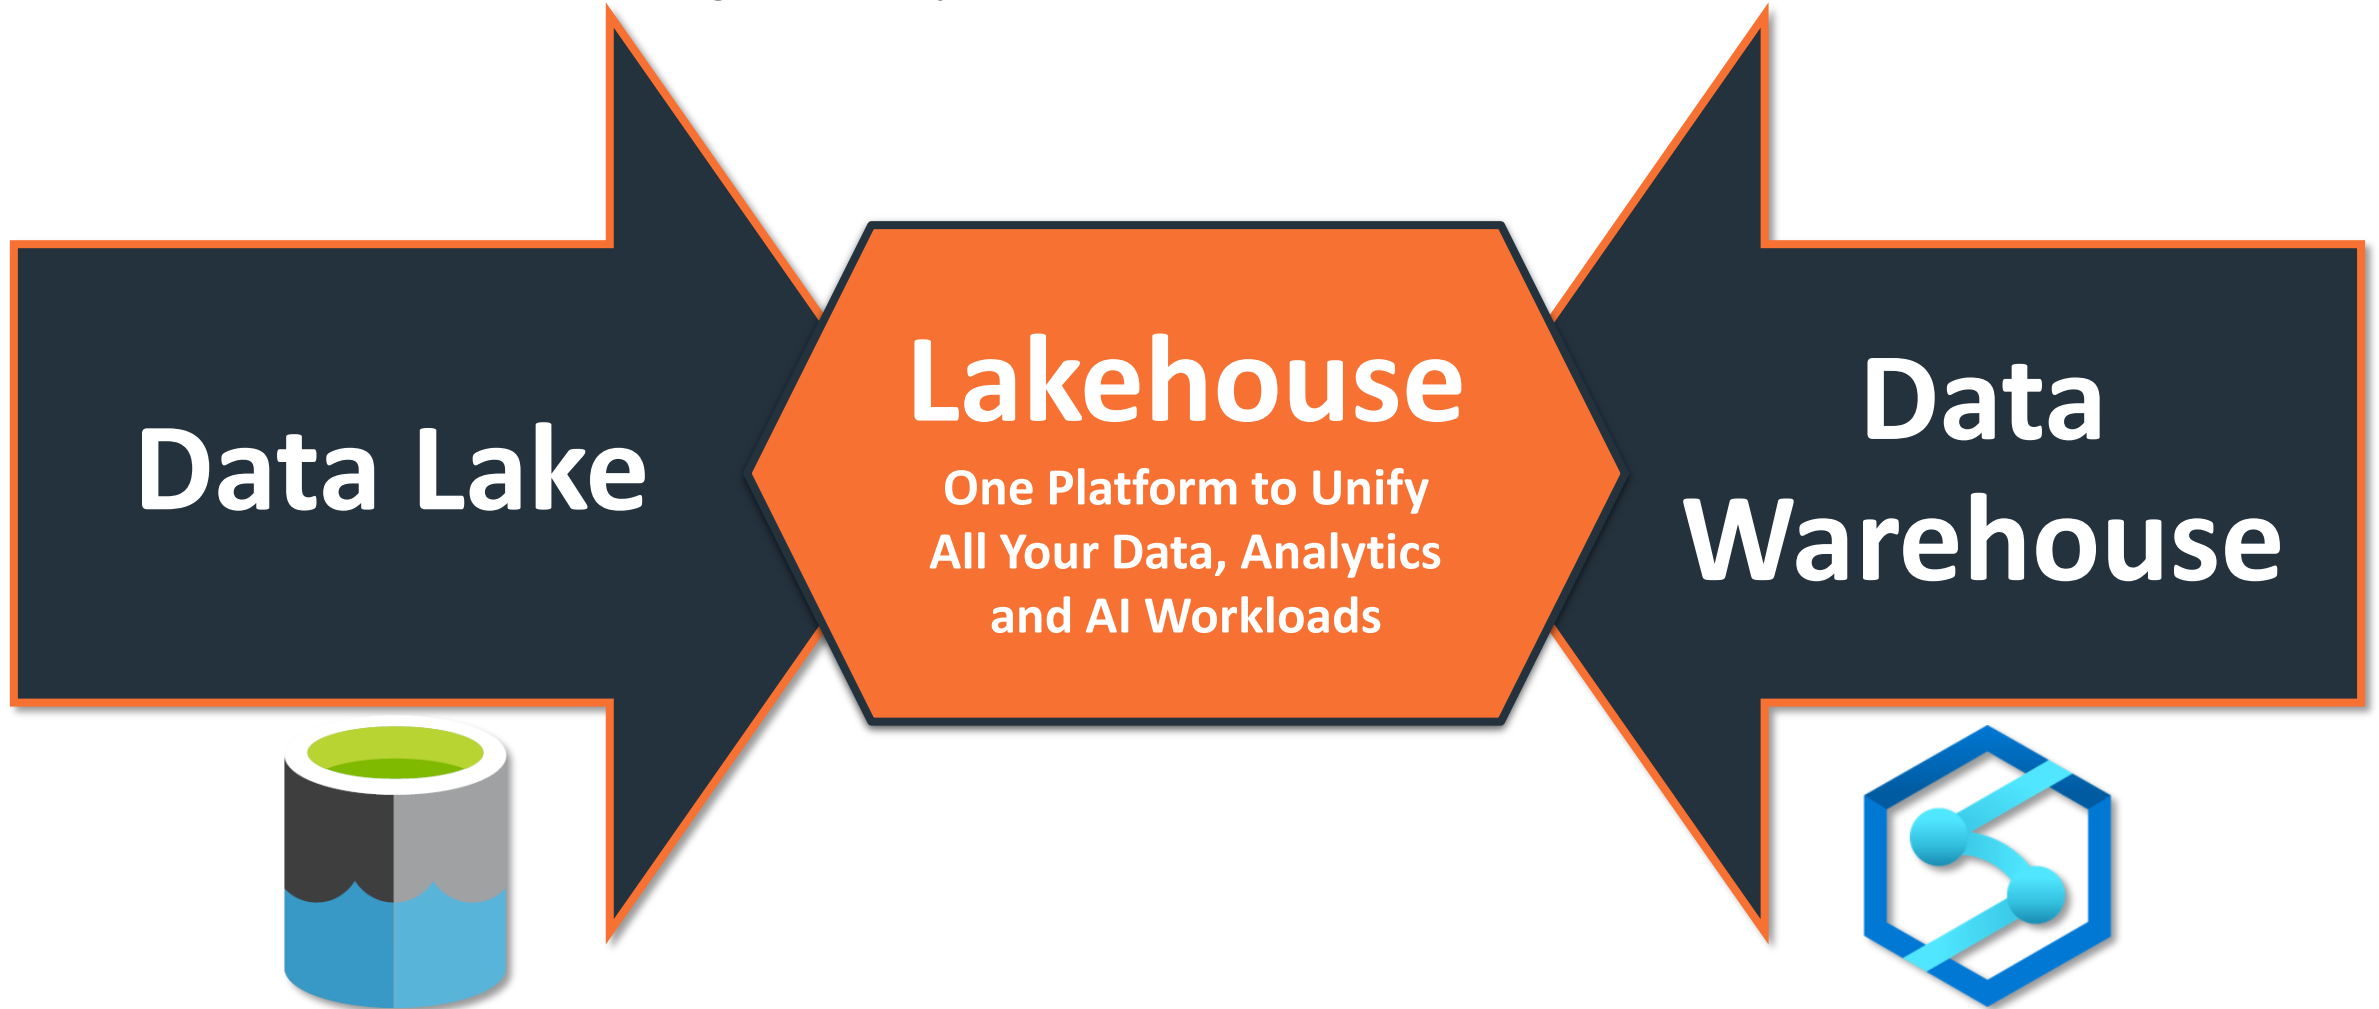 Data Lake
Lakehouse
One Platform to Unify
All Your Data, Analytics
and AI Workloads
Data
Warehouse